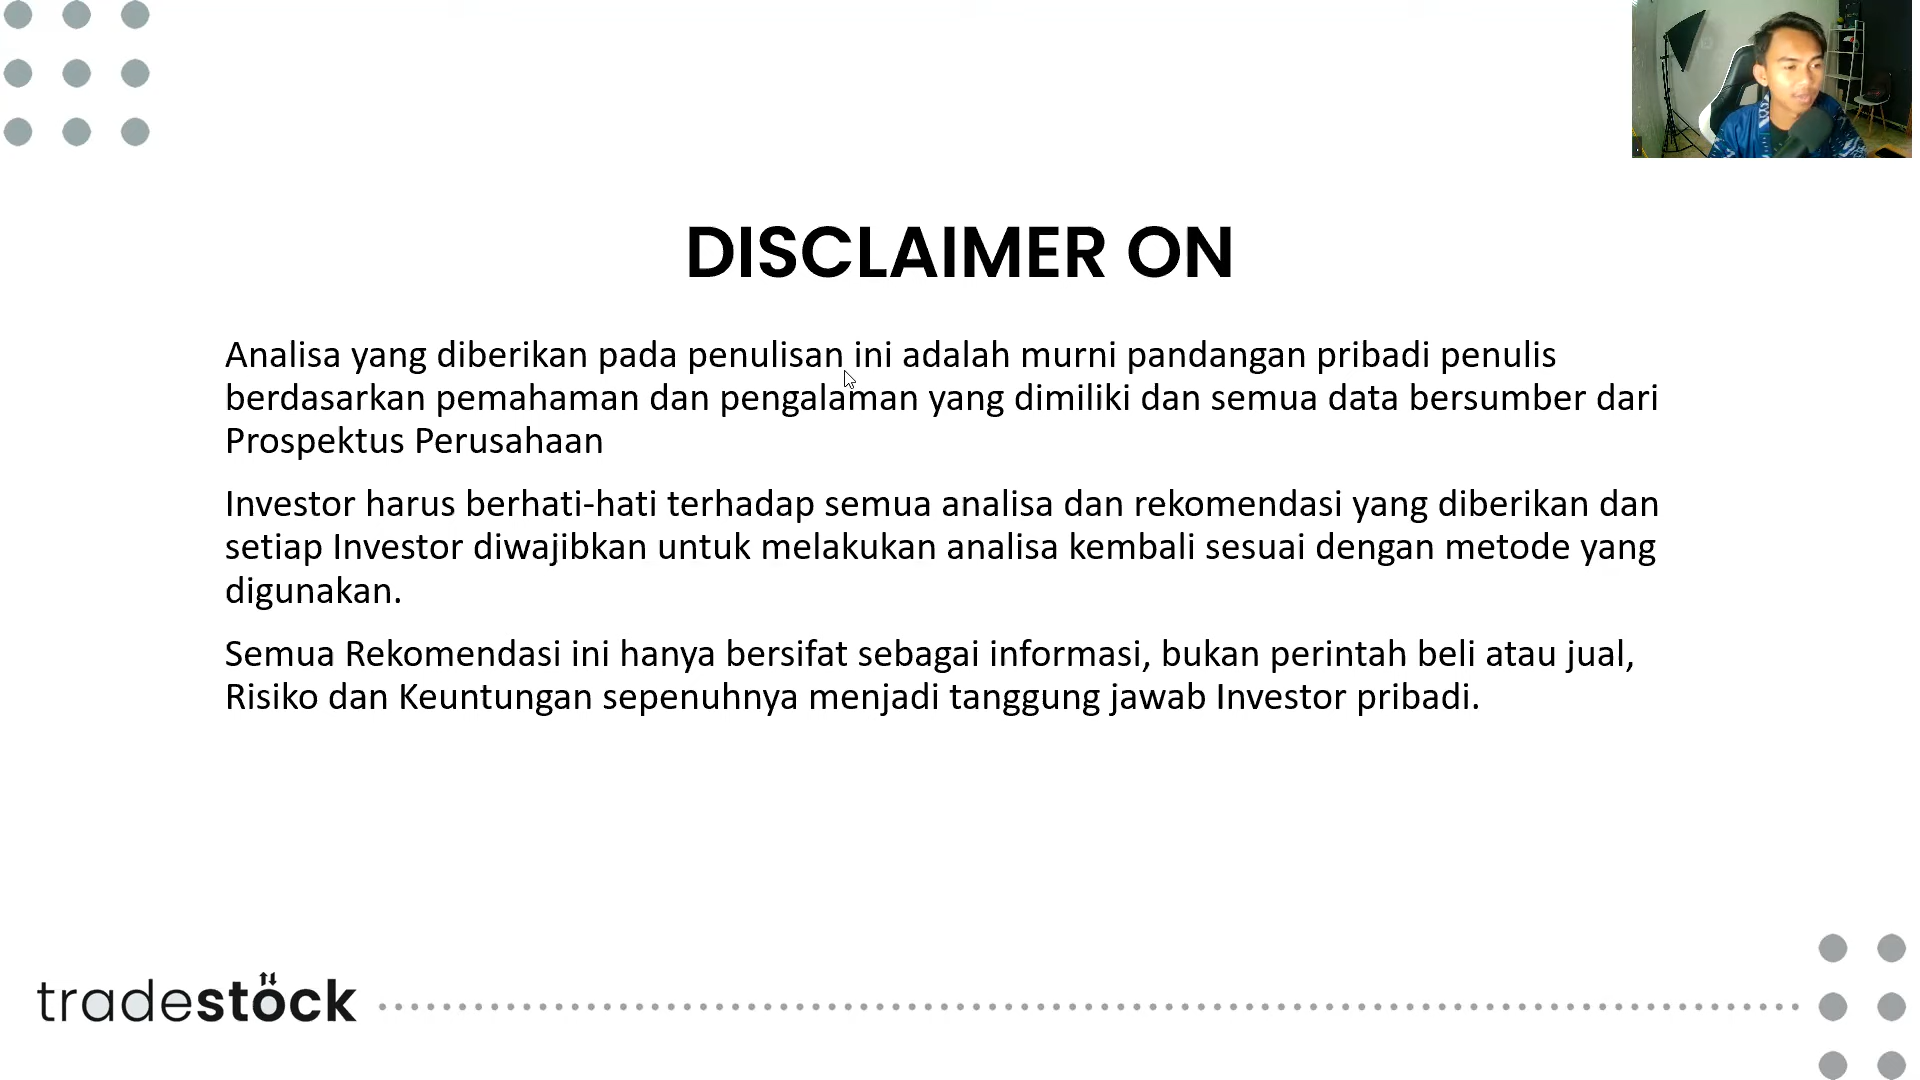 DISCLAIMER ON
Analisa yang diberikan pada penulisan ini adalah murni pandangan pribadi penulis
berdasarkan pemahaman dan pengalaman yang dimiliki dan semua data bersumber dari
Prospektus Perusahaan
Investor harus berhati-hati terhadap semua analisa dan rekomendasi yang diberikan dan
setiap Investor diwajibkan untuk melakukan analisa kembali sesuai dengan metode yang
digunakan.
Semua Rekomendasi ini hanya bersifat sebagai informasi, bukan perintah beli atau jual,
Risiko dan Keuntungan sepenuhnya menjadi tanggung jawab Investor pribadi.
tradestock